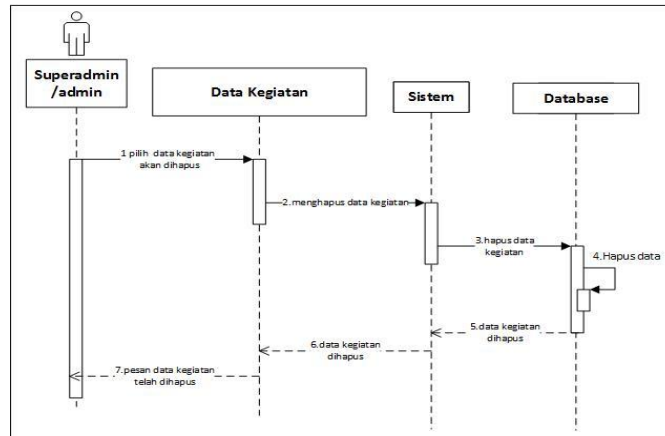 Superadmin
/admin
Data Kegiatan
Sistem
Database
1 pilih data kegiatan
akan dihapus
2.menghapus data kegiatan
3.hapus data
kegiatan
4.Hapus data
5.data kegiatan
dihapus
6.data kegiatan
dihapus
7.pesan data kegiatan
telah dihapus